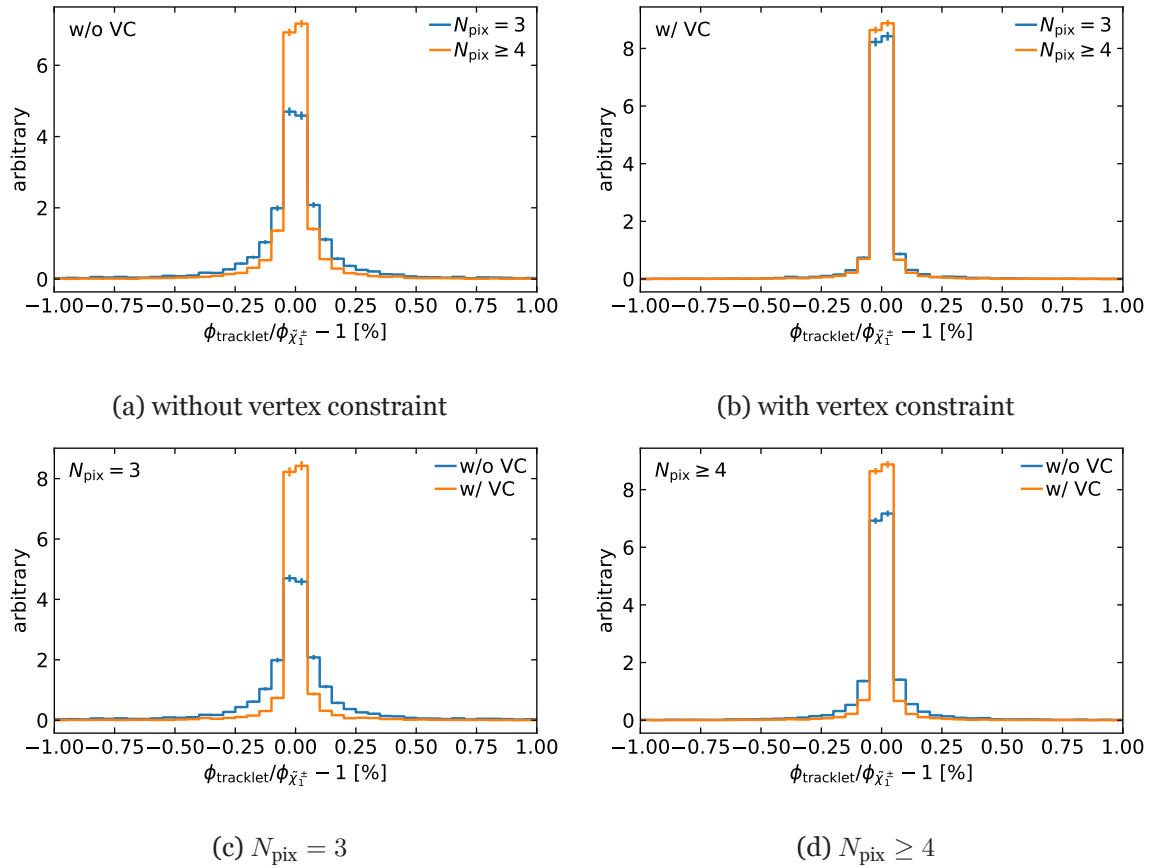 w/o VC
N_pix = 3
N_pix ≥ 4
arbitrary
6
4
2
0
−1.00 −0.75 −0.50 −0.25 0.00 0.25 0.50 0.75 1.00
ϕ_tracklet/ϕ_χ̃₁± − 1 [%]
(a) without vertex constraint
w/ VC
N_pix = 3
N_pix ≥ 4
arbitrary
8
6
4
2
0
−1.00 −0.75 −0.50 −0.25 0.00 0.25 0.50 0.75 1.00
ϕ_tracklet/ϕ_χ̃₁± − 1 [%]
(b) with vertex constraint
N_pix = 3
w/o VC
w/ VC
arbitrary
8
6
4
2
0
−1.00 −0.75 −0.50 −0.25 0.00 0.25 0.50 0.75 1.00
ϕ_tracklet/ϕ_χ̃₁± − 1 [%]
(c) N_pix = 3
N_pix ≥ 4
w/o VC
w/ VC
arbitrary
8
6
4
2
0
−1.00 −0.75 −0.50 −0.25 0.00 0.25 0.50 0.75 1.00
ϕ_tracklet/ϕ_χ̃₁± − 1 [%]
(d) N_pix ≥ 4